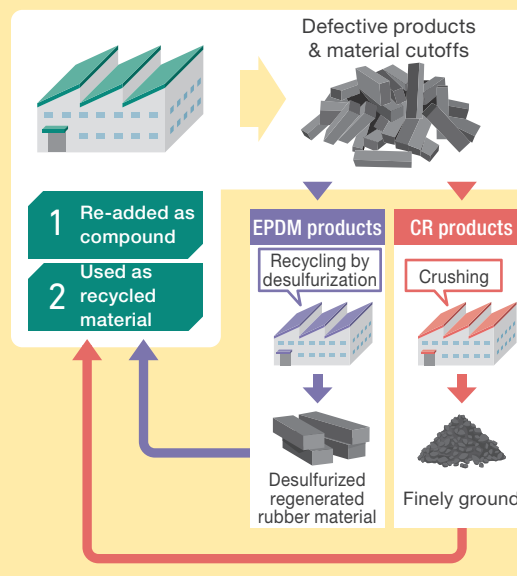 Defective products
& material cutoffs
1 Re-added as
compound
2 Used as
recycled
material
EPDM products
Recycling by
desulfurization
Desulfurized
regenerated
rubber material
CR products
Crushing
Finely ground